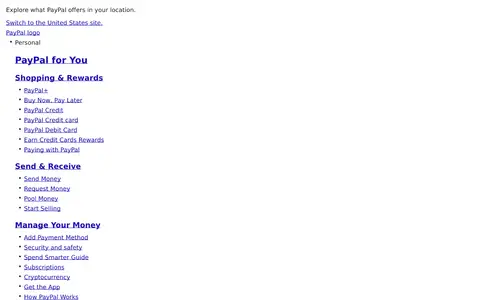 Explore what PayPal offers in your location.
Switch to the United States site.
PayPal logo
• Personal
PayPal for You
Shopping & Rewards
• PayPal+
• Buy Now, Pay Later
• PayPal Credit
• PayPal Credit card
• PayPal Debit Card
• Earn Credit Cards Rewards
• Paying with PayPal
Send & Receive
• Send Money
• Request Money
• Pool Money
• Start Selling
Manage Your Money
• Add Payment Method
• Security and safety
• Spend Smarter Guide
• Subscriptions
• Cryptocurrency
• Get the App
• How PayPal Works